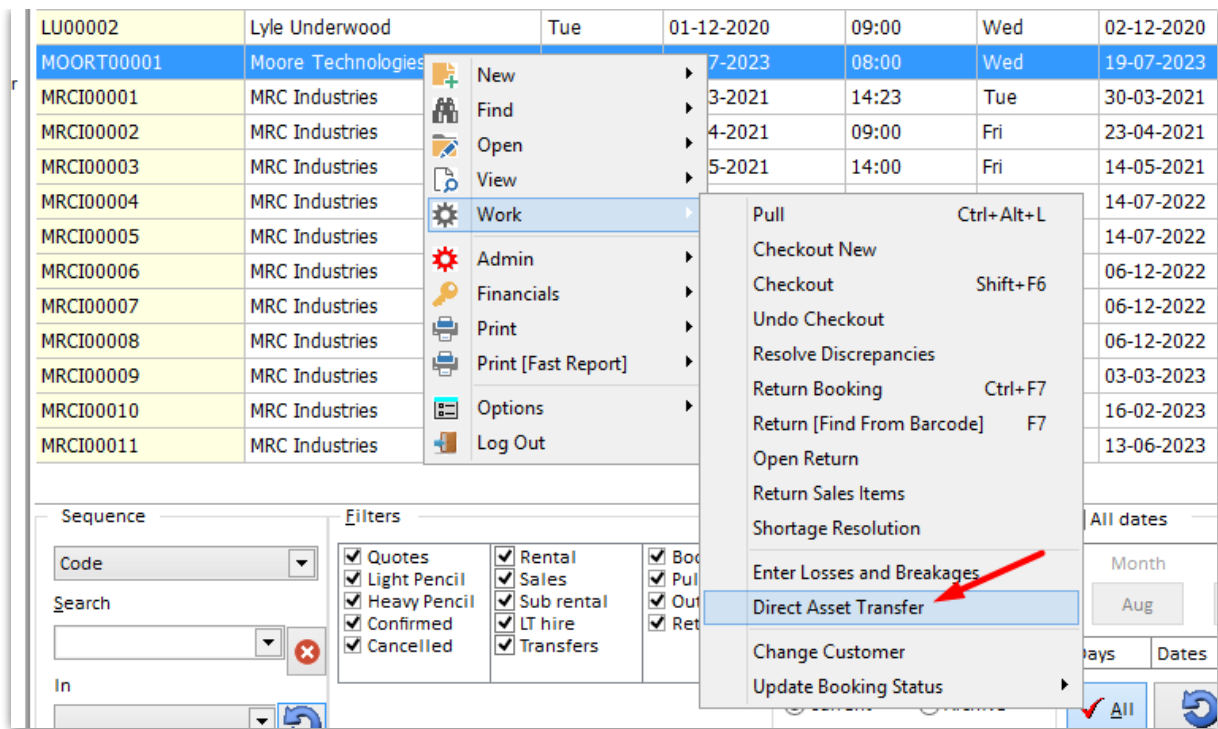 LU00002 Lyle Underwood Tue 01-12-2020 09:00 Wed 02-12-2020
MOORT00001 Moore Technologies 7-2023 08:00 Wed 19-07-2023
MRCI00001 MRC Industries 3-2021 14:23 Tue 30-03-2021
MRCI00002 MRC Industries 4-2021 09:00 Fri 23-04-2021
MRCI00003 MRC Industries 5-2021 14:00 Fri 14-05-2021
MRCI00004 MRC Industries 14-07-2022
MRCI00005 MRC Industries 14-07-2022
MRCI00006 MRC Industries 06-12-2022
MRCI00007 MRC Industries 06-12-2022
MRCI00008 MRC Industries 06-12-2022
MRCI00009 MRC Industries 03-03-2023
MRCI00010 MRC Industries 16-02-2023
MRCI00011 MRC Industries 13-06-2023
New
Find
Open
View
Work
Admin
Financials
Print
Print [Fast Report]
Options
Log Out
Pull Ctrl+Alt+L
Checkout New
Checkout Shift+F6
Undo Checkout
Resolve Discrepancies
Return Booking Ctrl+F7
Return [Find From Barcode] F7
Open Return
Return Sales Items
Shortage Resolution
Enter Losses and Breakages
Direct Asset Transfer
Change Customer
Update Booking Status
Sequence
Code
Search
In
Filters
Quotes
Light Pencil
Heavy Pencil
Confirmed
Cancelled
Rental
Sales
Sub rental
LT hire
Transfers
Boo
Pul
Out
Ret
All dates
Month
Aug
Days Dates
All